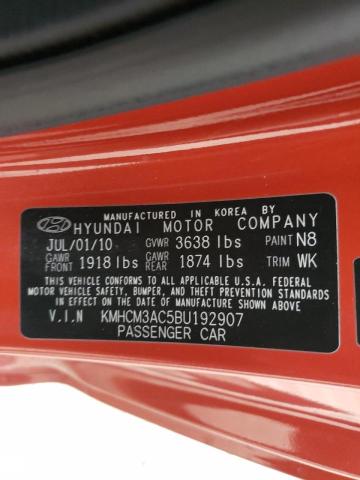 MANUFACTURED IN KOREA BY
HYUNDAI MOTOR COMPANY
JUL/01/10 GVWR 3638 lbs PAINT N8
GAWR FRONT 1918 lbs GAWR REAR 1874 lbs TRIM WK
THIS VEHICLE CONFORMS TO ALL APPLICABLE U.S.A. FEDERAL
MOTOR VEHICLE SAFETY, BUMPER, AND THEFT PREVENTION STANDARDS
IN EFFECT ON THE DATE OF MANUFACTURE SHOWN ABOVE
V.I.N KMHCM3AC5BU192907
PASSENGER CAR